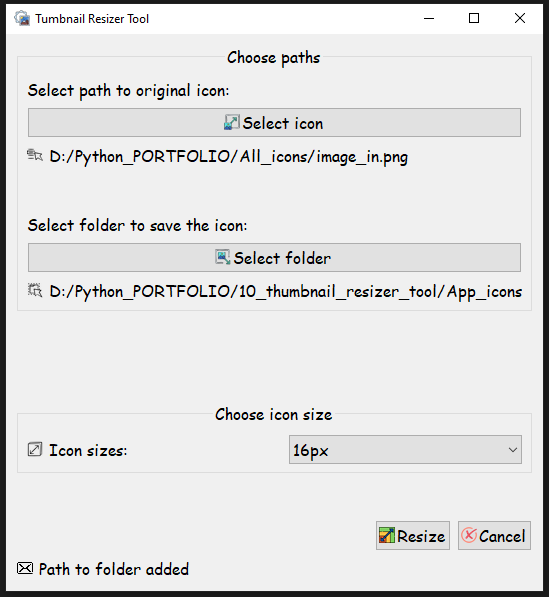 Tumbnail Resizer Tool
Choose paths
Select path to original icon:
Select icon
D:/Python_PORTFOLIO/All_icons/image_in.png
Select folder to save the icon:
Select folder
D:/Python_PORTFOLIO/10_thumbnail_resizer_tool/App_icons
Choose icon size
Icon sizes: 16px
Resize Cancel
Path to folder added